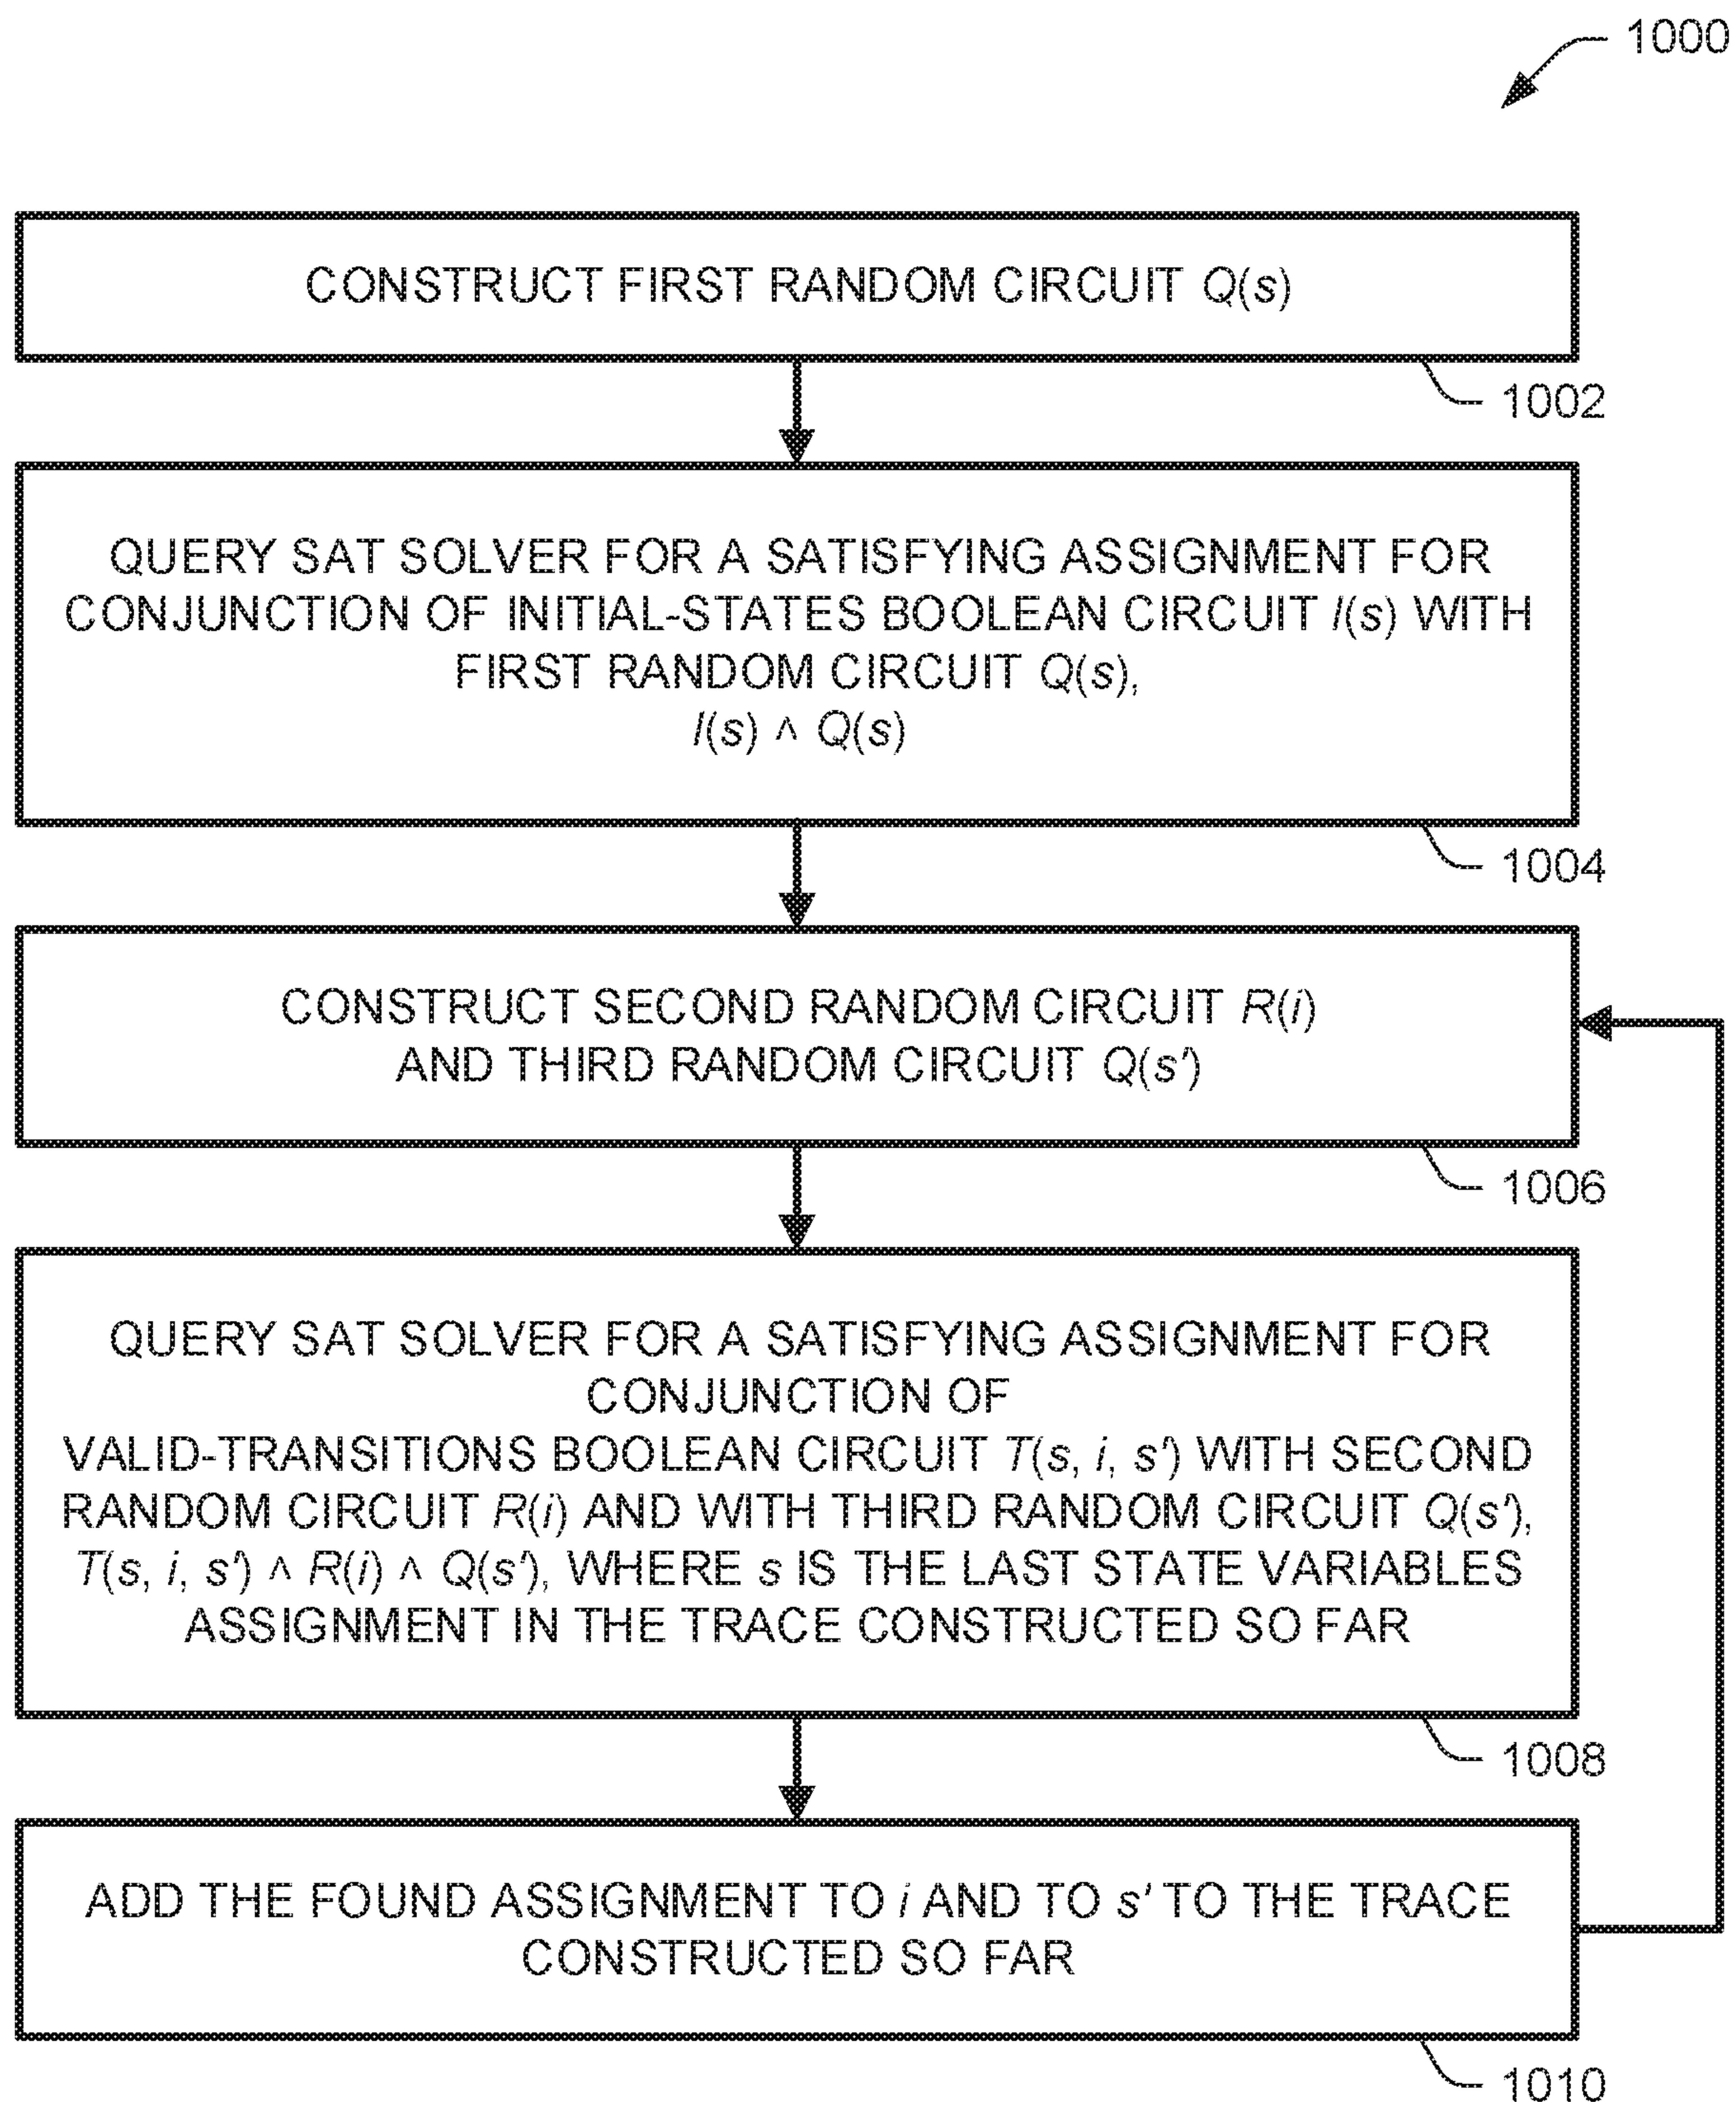 1000
CONSTRUCT FIRST RANDOM CIRCUIT Q(s)
1002
QUERY SAT SOLVER FOR A SATISFYING ASSIGNMENT FOR
CONJUNCTION OF INITIAL-STATES BOOLEAN CIRCUIT I(s) WITH
FIRST RANDOM CIRCUIT Q(s),
I(s) ∧ Q(s)
1004
CONSTRUCT SECOND RANDOM CIRCUIT R(i)
AND THIRD RANDOM CIRCUIT Q(s')
1006
QUERY SAT SOLVER FOR A SATISFYING ASSIGNMENT FOR
CONJUNCTION OF
VALID-TRANSITIONS BOOLEAN CIRCUIT T(s, i, s') WITH SECOND
RANDOM CIRCUIT R(i) AND WITH THIRD RANDOM CIRCUIT Q(s'),
T(s, i, s') ∧ R(i) ∧ Q(s'), WHERE s IS THE LAST STATE VARIABLES
ASSIGNMENT IN THE TRACE CONSTRUCTED SO FAR
1008
ADD THE FOUND ASSIGNMENT TO i AND TO s' TO THE TRACE
CONSTRUCTED SO FAR
1010